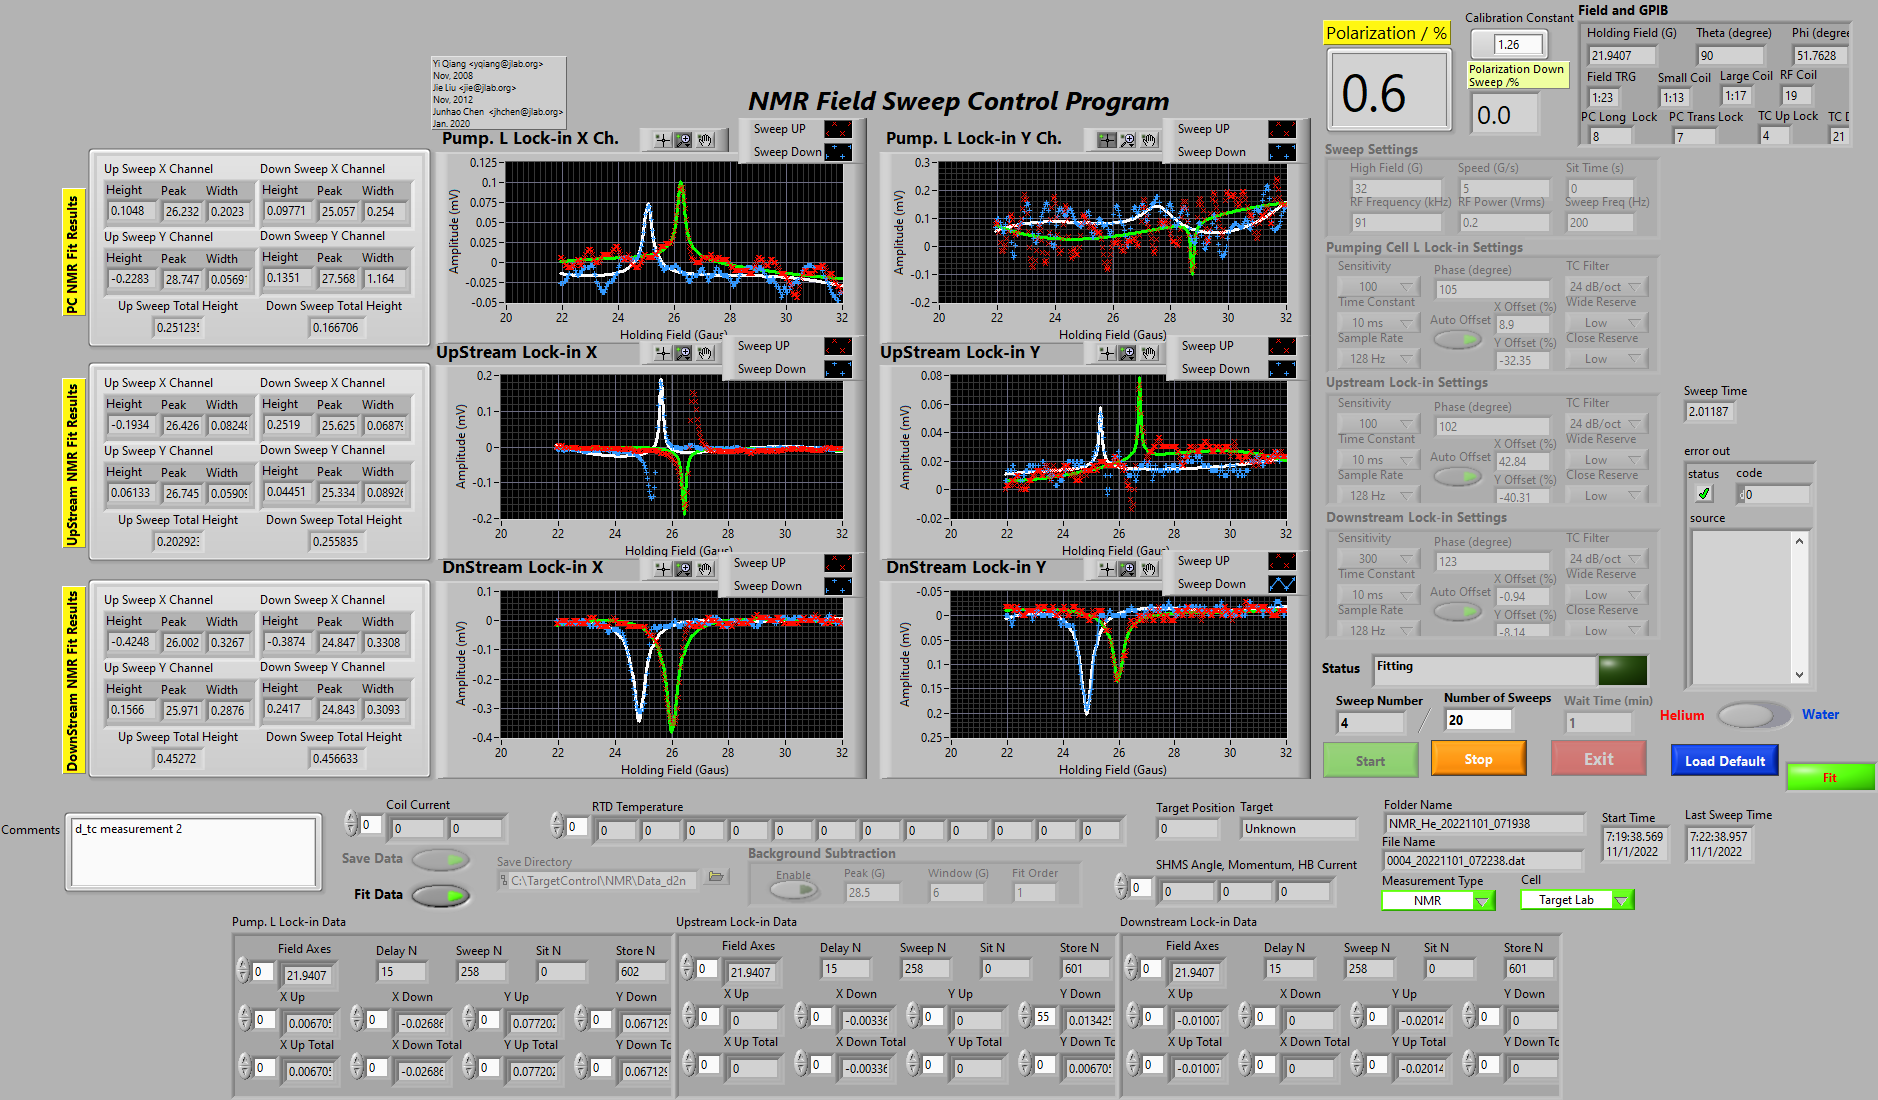 Yi Qiang <yqiang@jlab.org>
Nov, 2008
Jie Liu <jie@jlab.org>
Nov, 2012
Junhao Chen <jhchen@jlab.org>
Jan. 2020
NMR Field Sweep Control Program
Polarization / %
0.6
Calibration Constant
1.26
Polarization Down
Sweep /%
0.0
Field and GPIB
Holding Field (G) Theta (degree) Phi (degree
21.9407 90 51.7628
Field TRG Small Coil Large Coil RF Coil
1:23 1:13 1:17 19
PC Long Lock PC Trans Lock TC Up Lock TC D
8 7 4 21
PC NMR Fit Results
Up Sweep X Channel Down Sweep X Channel
Height Peak Width Height Peak Width
0.1048 26.232 0.2023 0.09771 25.057 0.254
Up Sweep Y Channel Down Sweep Y Channel
Height Peak Width Height Peak Width
-0.2283 28.747 0.0569 0.1351 27.568 1.164
Up Sweep Total Height Down Sweep Total Height
0.25123 0.166706
UpStream NMR Fit Results
Up Sweep X Channel Down Sweep X Channel
Height Peak Width Height Peak Width
-0.1934 26.426 0.08248 0.2519 25.625 0.06879
Up Sweep Y Channel Down Sweep Y Channel
Height Peak Width Height Peak Width
0.06133 26.745 0.05909 0.04451 25.334 0.08926
Up Sweep Total Height Down Sweep Total Height
0.20292 0.255835
DownStream NMR Fit Results
Up Sweep X Channel Down Sweep X Channel
Height Peak Width Height Peak Width
-0.4248 26.002 0.3267 -0.3874 24.847 0.3308
Up Sweep Y Channel Down Sweep Y Channel
Height Peak Width Height Peak Width
0.1566 25.971 0.2876 0.2417 24.843 0.3093
Up Sweep Total Height Down Sweep Total Height
0.45272 0.456633
Pump. L Lock-in X Ch.
Sweep UP
Sweep Down
Amplitude (mV)
0.125
0.1
0.075
0.05
0.025
0
-0.025
-0.05
20 22 24 26 28 30 32
Holding Field (Gaus)
Pump. L Lock-in Y Ch.
Sweep UP
Sweep Down
Amplitude (mV)
0.3
0.2
0.1
0
-0.1
-0.2
20 22 24 26 28 30 32
Holding Field (Gaus)
UpStream Lock-in X
Sweep UP
Sweep Down
Amplitude (mV)
0.2
0.1
0
-0.1
-0.2
20 22 24 26 28 30 32
Holding Field (Gaus)
UpStream Lock-in Y
Sweep UP
Sweep Down
Amplitude (mV)
0.08
0.06
0.04
0.02
0
-0.02
20 22 24 26 28 30 32
Holding Field (Gaus)
DnStream Lock-in X
Sweep UP
Sweep Down
Amplitude (mV)
0.1
0
-0.1
-0.2
-0.3
-0.4
20 22 24 26 28 30 32
Holding Field (Gaus)
DnStream Lock-in Y
Sweep UP
Sweep Down
Amplitude (mV)
-0.05
0
0.05
0.1
0.15
0.2
0.25
20 22 24 26 28 30 32
Holding Field (Gaus)
Sweep Settings
High Field (G) Speed (G/s) Sit Time (s)
32 5 0
RF Frequency (kHz) RF Power (Vrms) Sweep Freq (Hz)
91 0.2 200
Pumping Cell L Lock-in Settings
Sensitivity Phase (degree) TC Filter
100 105 24 dB/oct
Time Constant X Offset (%) Wide Reserve
10 ms Auto Offset 8.9 Low
Sample Rate Y Offset (%) Close Reserve
128 Hz -32.35 Low
Upstream Lock-in Settings
Sensitivity Phase (degree) TC Filter
100 102 24 dB/oct
Time Constant X Offset (%) Wide Reserve
10 ms Auto Offset 42.84 Low
Sample Rate Y Offset (%) Close Reserve
128 Hz -40.31 Low
Downstream Lock-in Settings
Sensitivity Phase (degree) TC Filter
300 123 24 dB/oct
Time Constant X Offset (%) Wide Reserve
10 ms Auto Offset -0.94 Low
Sample Rate Y Offset (%) Close Reserve
128 Hz -8.14 Low
Sweep Time
2.01187
error out
status code
0
source
Status Fitting
Sweep Number Number of Sweeps Wait Time (min)
4 / 20 1
Helium Water
Start Stop Exit Load Default Fit
Comments d_tc measurement 2
Coil Current
0 0 0
Save Data
Fit Data
RTD Temperature
0 0 0 0 0 0 0 0 0 0 0 0 0
Save Directory
C:\TargetControl\NMR\Data_d2n
Background Subtraction
Enable Peak (G) Window (G) Fit Order
28.5 6 1
Target Position Target
0 Unknown
SHMS Angle, Momentum, HB Current
0 0 0 0
Folder Name
NMR_He_20221101_071938
File Name
0004_20221101_072238.dat
Measurement Type Cell
NMR Target Lab
Start Time Last Sweep Time
7:19:38.569 7:22:38.957
11/1/2022 11/1/2022
Pump. L Lock-in Data
Field Axes Delay N Sweep N Sit N Store N
0 21.9407 15 258 0 602
X Up X Down Y Up Y Down
0 0.00670 0 -0.02686 0 0.07720 0 0.067129
X Up Total X Down Total Y Up Total Y Down To
0 0.00670 0 -0.02686 0 0.07720 0 0.067129
Upstream Lock-in Data
Field Axes Delay N Sweep N Sit N Store N
0 21.9407 15 258 0 601
X Up X Down Y Up Y Down
0 0 0 -0.00336 0 0 55 0.01342
X Up Total X Down Total Y Up Total Y Down To
0 0 0 -0.00336 0 0 0 0.00670
Downstream Lock-in Data
Field Axes Delay N Sweep N Sit N Store N
0 21.9407 15 258 0 601
X Up X Down Y Up Y Down
0 -0.01007 0 0 0 -0.02014 0 0
X Up Total X Down Total Y Up Total Y Down To
0 -0.01007 0 0 0 -0.02014 0 0